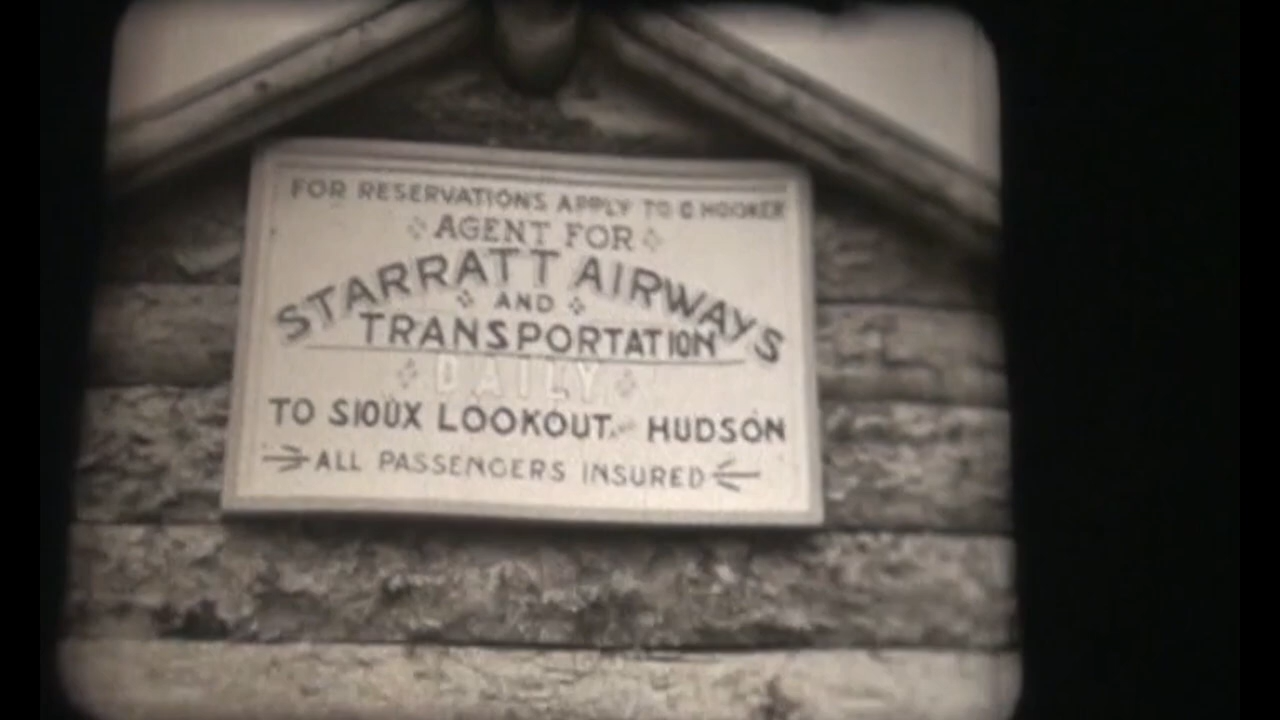 FOR RESERVATIONS APPLY TO G HOOKER
AGENT FOR
STARRATT AIRWAYS
AND
TRANSPORTATION
DAILY
TO SIOUX LOOKOUT HUDSON
ALL PASSENGERS INSURED